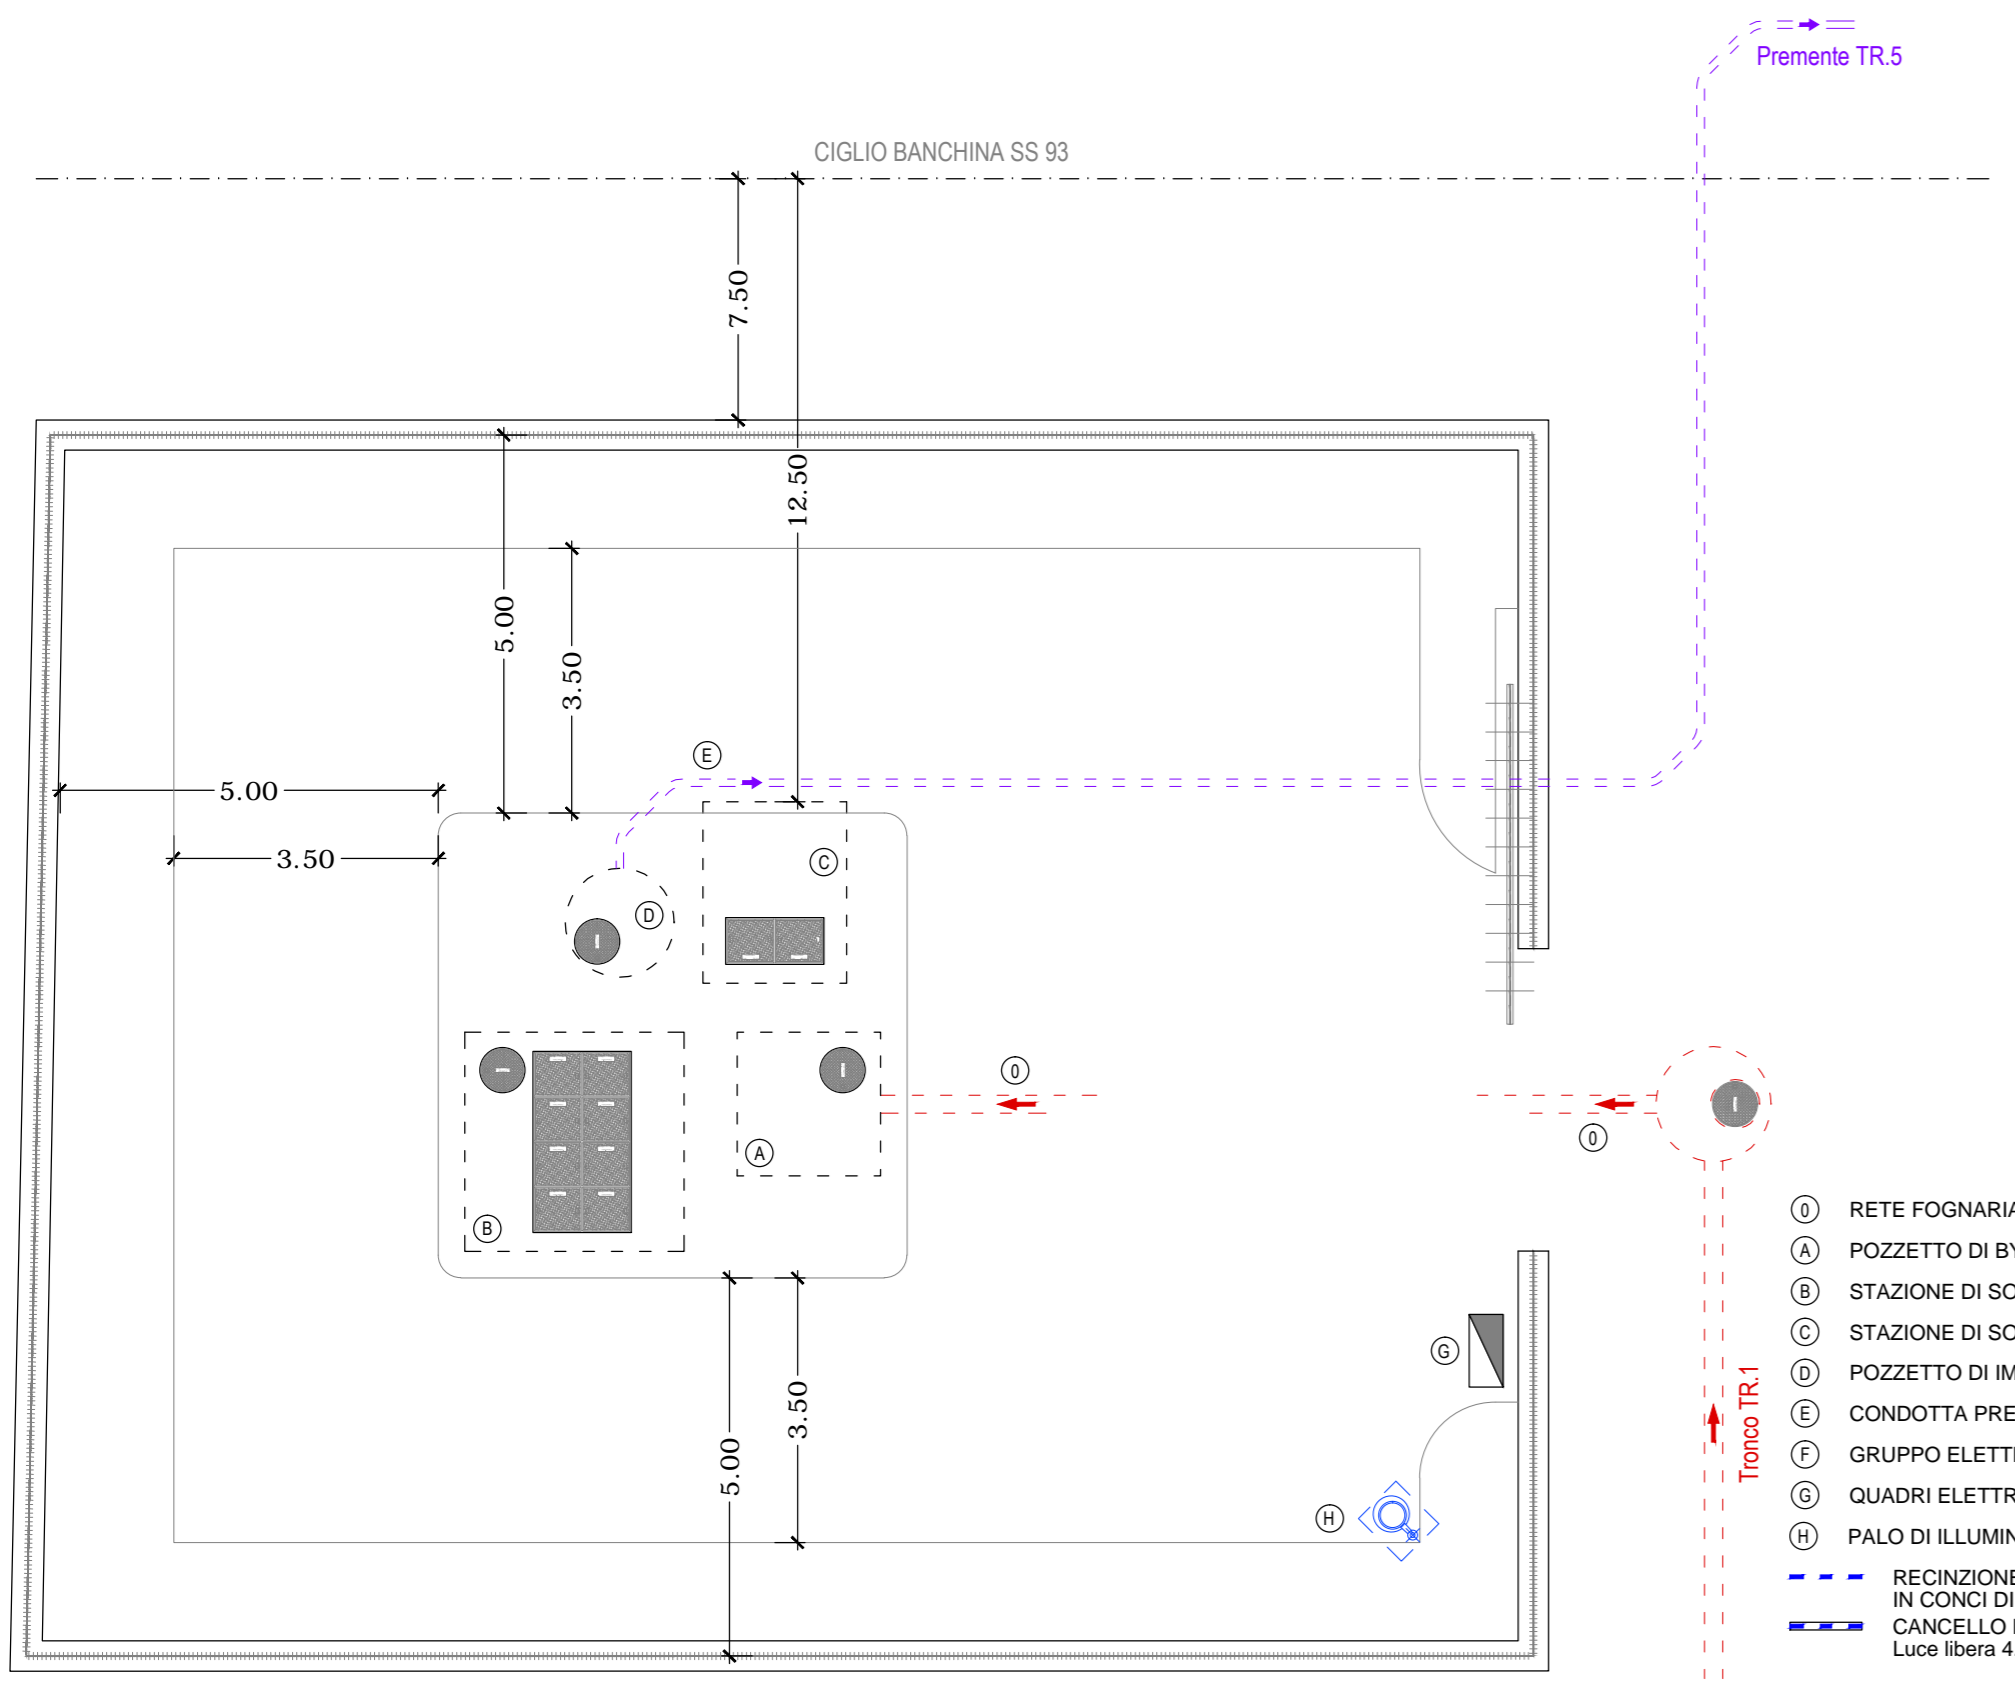 Premente TR.5
CIGLIO BANCHINA SS 93
7.50
12.50
5.00
3.50
E
5.00
3.50
C
D
0
A
0
B
G
3.50
5.00
H
Tronco TR.1
0 RETE FOGNARIA
A POZZETTO DI BY
B STAZIONE DI SO
C STAZIONE DI SO
D POZZETTO DI IM
E CONDOTTA PRE
F GRUPPO ELETT
G QUADRI ELETTR
H PALO DI ILLUMIN
RECINZIONE
IN CONCI DI
CANCELLO
Luce libera 4